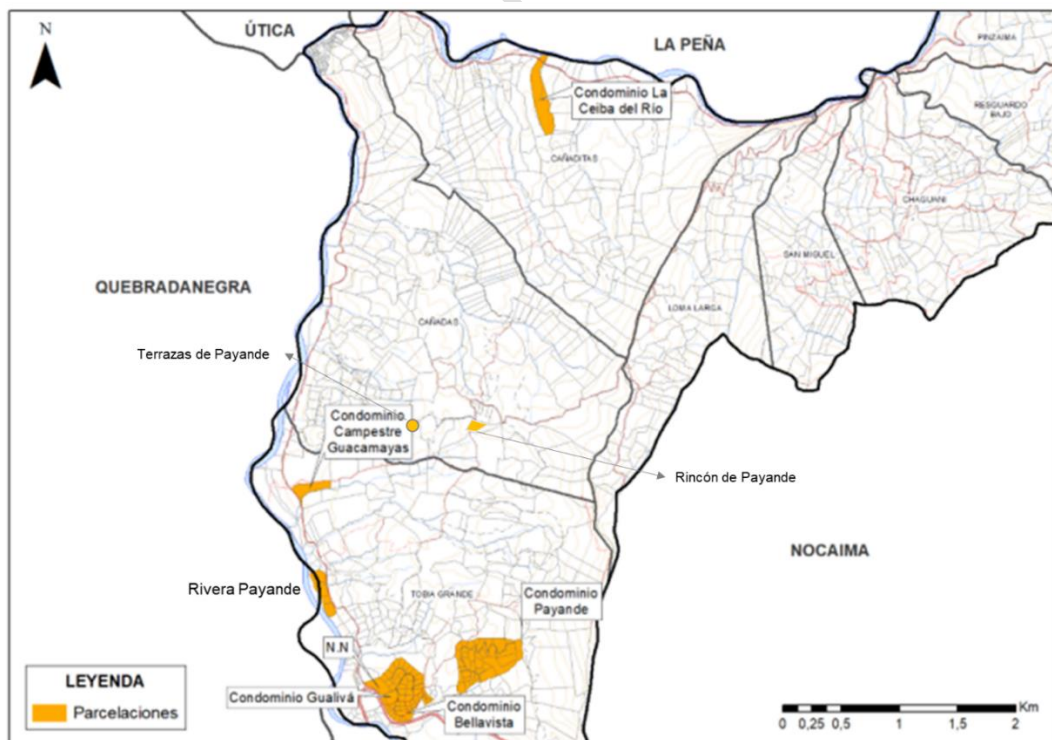 N
ÚTICA
LA PEÑA
PINZAIMA
RESGUARDO
BAJO
Condominio La
Ceiba del Río
CAÑADITAS
CHAGUANI
SAN MIGUEL
QUEBRADANEGRA
LOMA LARGA
CAÑADAS
Terrazas de Payande
Condominio
Campestre
Guacamayas
Rincón de Payande
NOCAIMA
Rivera Payande
TOBIA GRANDE
Condominio
Payande
N.N
Condominio Gualivá
Condominio
Bellavista
LEYENDA
Parcelaciones
Km
0 0,25 0,5 1 1,5 2